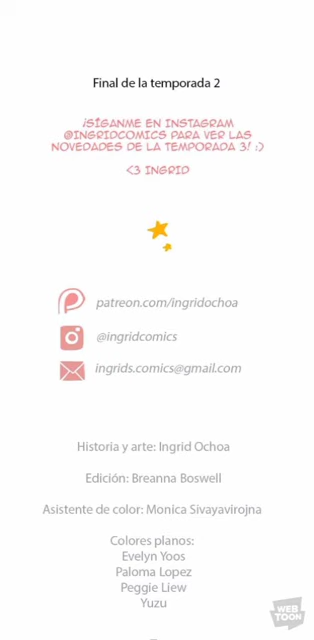 Final de la temporada 2
¡SÍGANME EN INSTAGRAM
@INGRIDCOMICS PARA VER LAS
NOVEDADES DE LA TEMPORADA 3! :)
<3 INGRID
patreon.com/ingridochoa
@ingridcomics
ingrids.comics@gmail.com
Historia y arte: Ingrid Ochoa
Edición: Breanna Boswell
Asistente de color: Monica Sivayavirojna
Colores planos:
Evelyn Yoos
Paloma Lopez
Peggie Liew
Yuzu
WEB
TOON